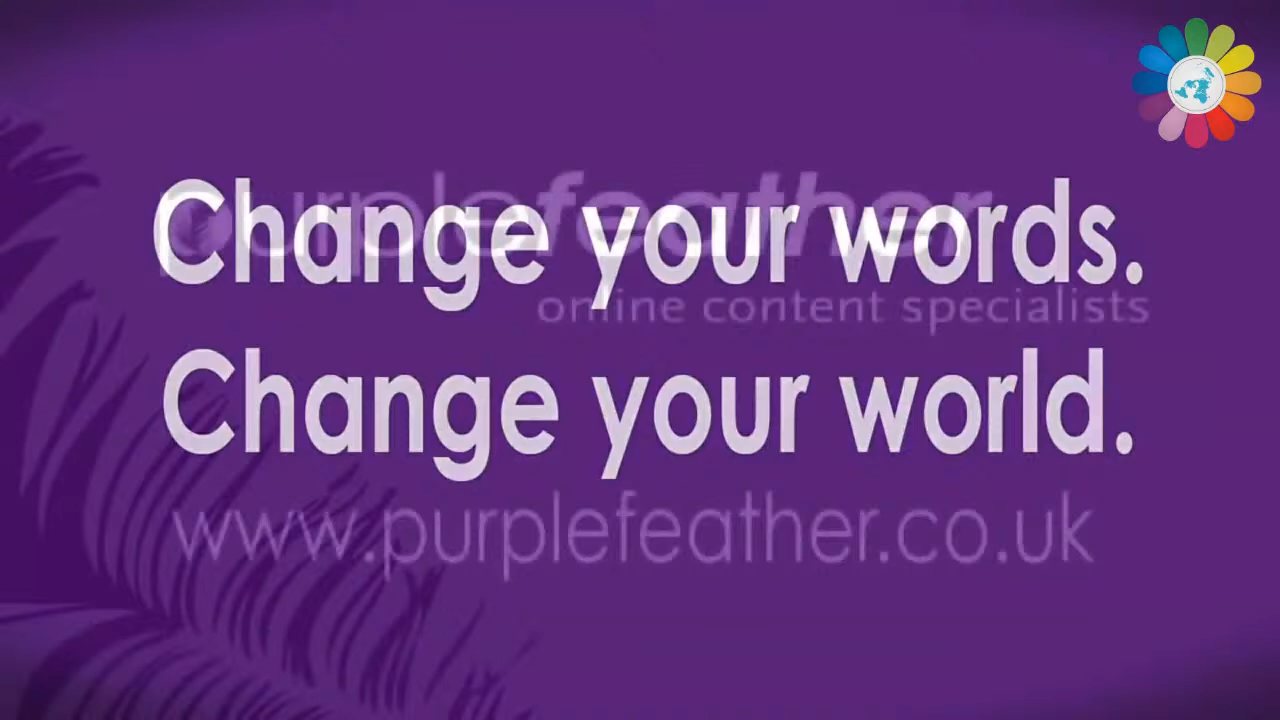 purplefeather
Change your words.
online content specialists
Change your world.
www.purplefeather.co.uk